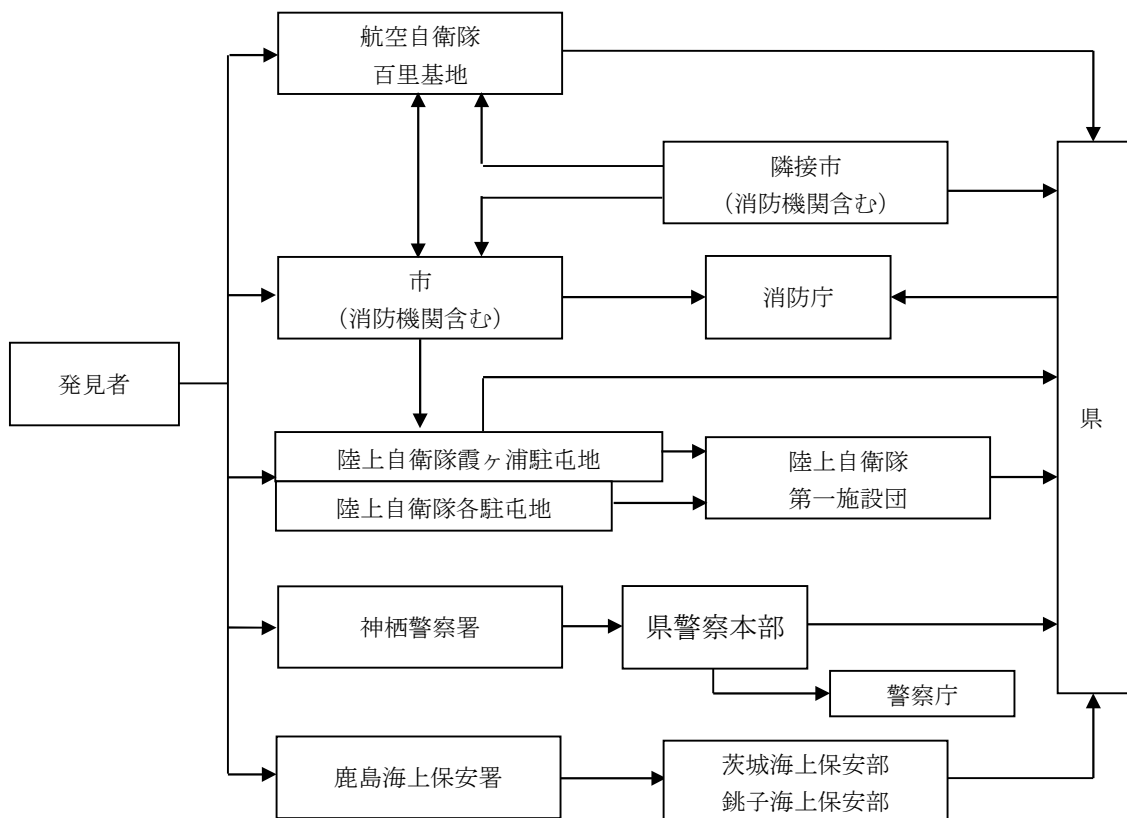 航空自衛隊
百里基地
隣接市
（消防機関含む）
市
（消防機関含む）
消防庁
発見者
県
陸上自衛隊霞ヶ浦駐屯地
陸上自衛隊各駐屯地
陸上自衛隊
第一施設団
神栖警察署
県警察本部
警察庁
鹿島海上保安署
茨城海上保安部
銚子海上保安部